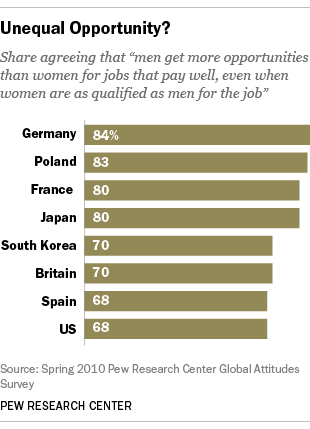 Unequal Opportunity?
Share agreeing that “men get more opportunities
than women for jobs that pay well, even when
women are as qualified as men for the job”
Germany 84%
Poland 83
France 80
Japan 80
South Korea 70
Britain 70
Spain 68
US 68
Source: Spring 2010 Pew Research Center Global Attitudes
Survey
PEW RESEARCH CENTER